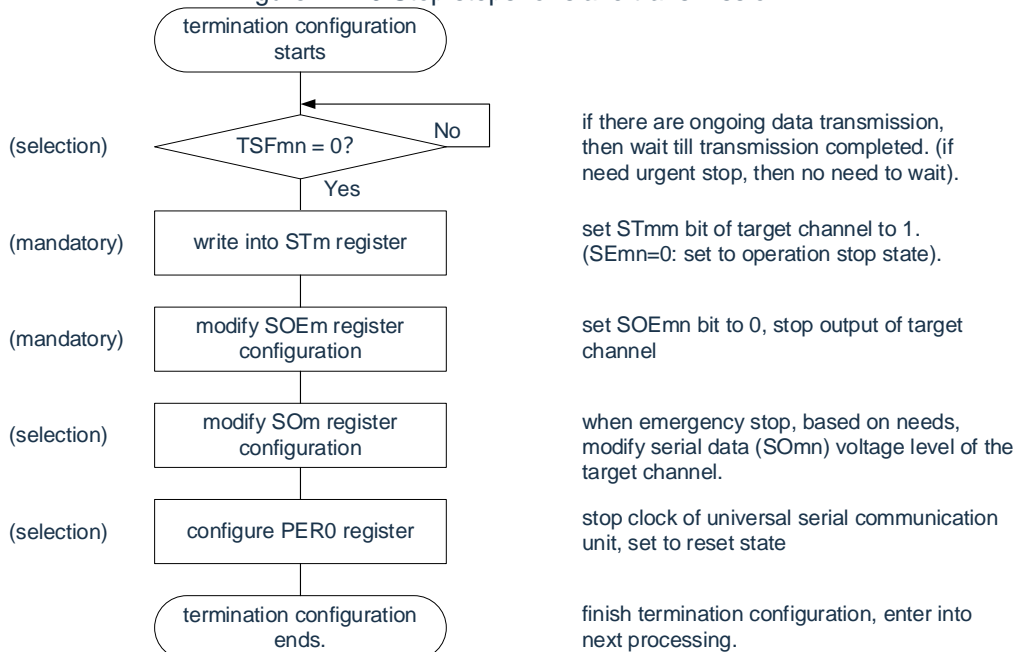 termination configuration
starts
(selection)
TSFmn = 0?
No
Yes
if there are ongoing data transmission,
then wait till transmission completed. (if
need urgent stop, then no need to wait).
(mandatory)
write into STm register
set STmm bit of target channel to 1.
(SEmn=0: set to operation stop state).
(mandatory)
modify SOEm register
configuration
set SOEmn bit to 0, stop output of target
channel
(selection)
modify SOm register
configuration
when emergency stop, based on needs,
modify serial data (SOmn) voltage level of the
target channel.
(selection)
configure PER0 register
stop clock of universal serial communication
unit, set to reset state
termination configuration
ends.
finish termination configuration, enter into
next processing.